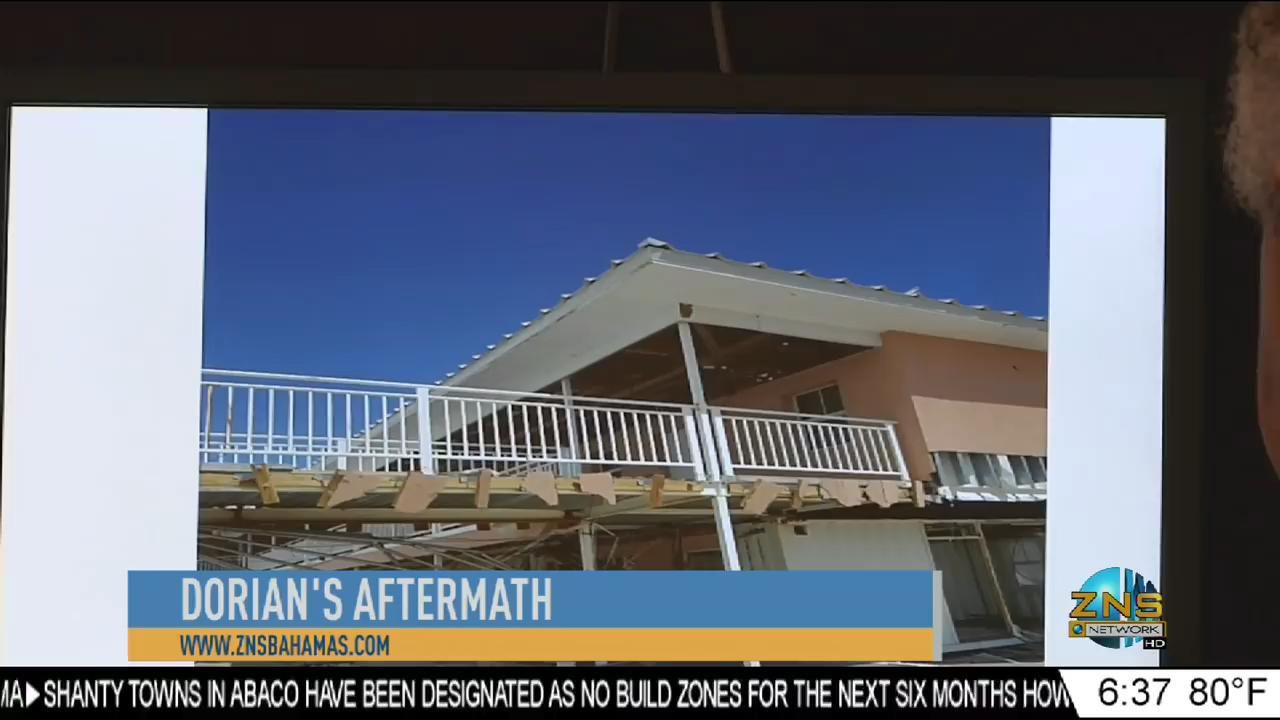 DORIAN'S AFTERMATH
WWW.ZNSBAHAMAS.COM
ZNS
NETWORK
HD
MA▶SHANTY TOWNS IN ABACO HAVE BEEN DESIGNATED AS NO BUILD ZONES FOR THE NEXT SIX MONTHS HOW
6:37 80°F